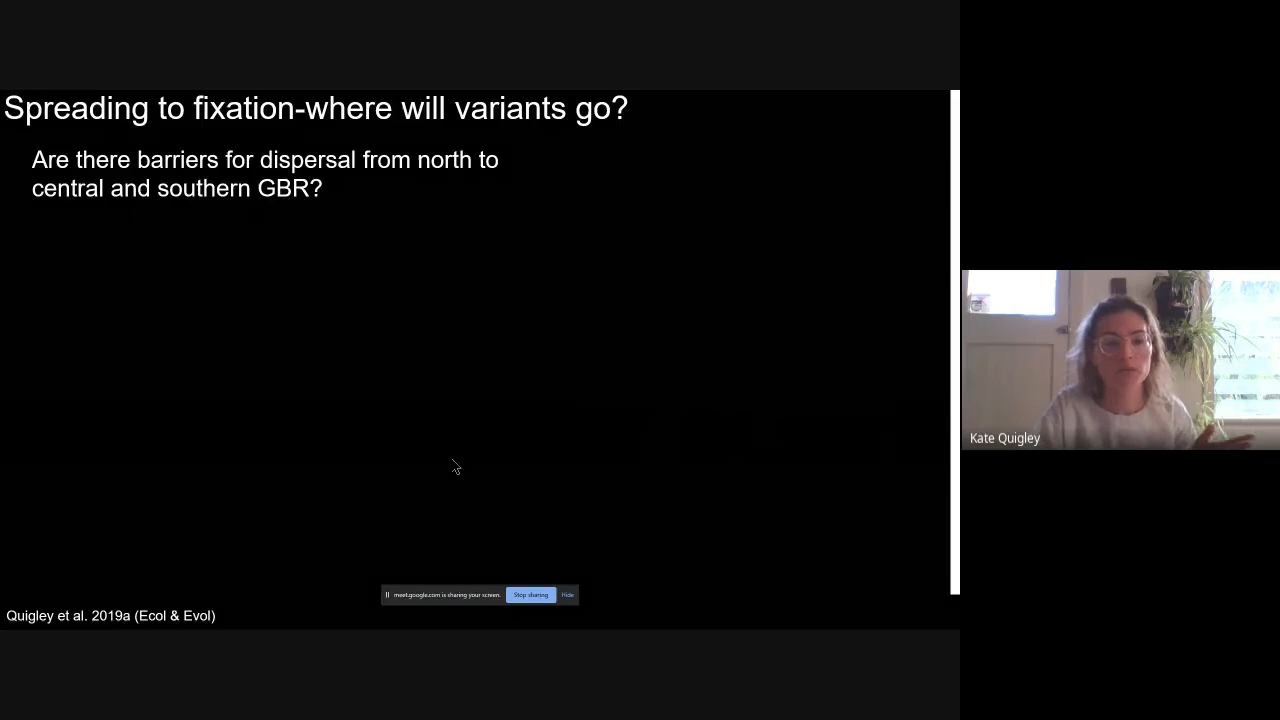 Spreading to fixation-where will variants go?
Are there barriers for dispersal from north to
central and southern GBR?
Kate Quigley
meet.google.com is sharing your screen.
Stop sharing
Hide
Quigley et al. 2019a (Ecol & Evol)